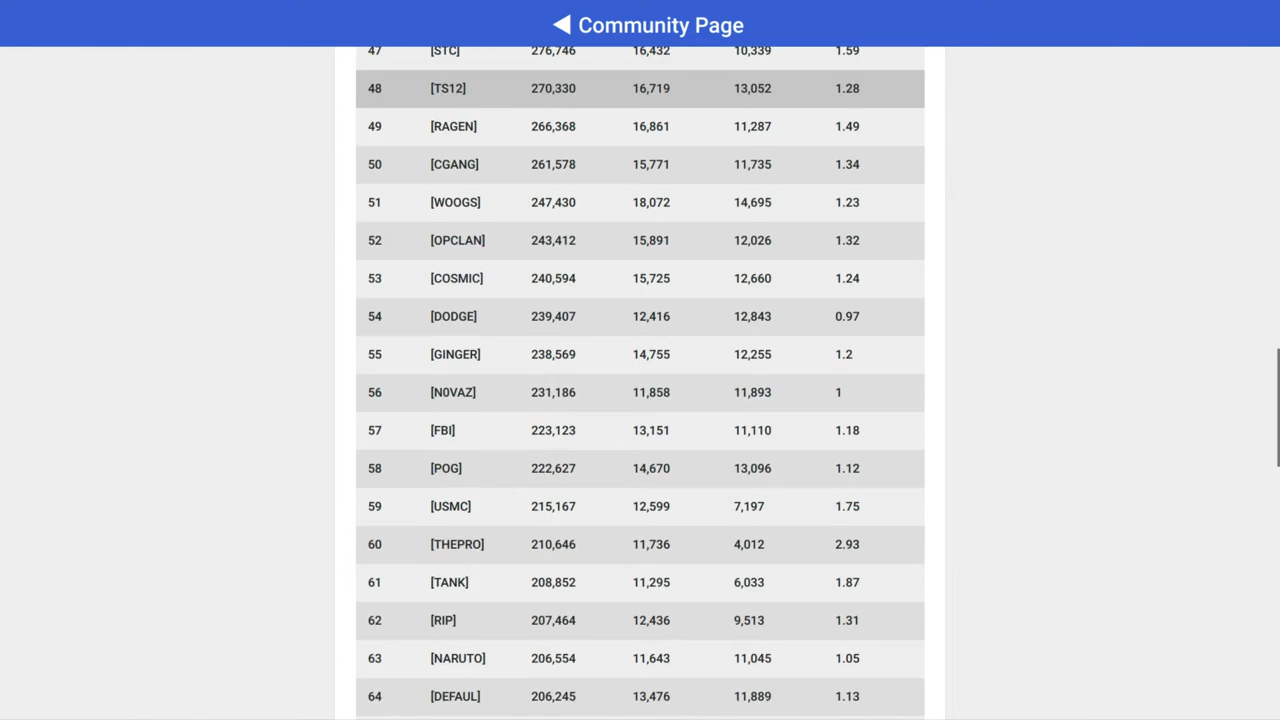 Community Page
47 [STC] 276,746 16,432 10,339 1.59
48 [TS12] 270,330 16,719 13,052 1.28
49 [RAGEN] 266,368 16,861 11,287 1.49
50 [CGANG] 261,578 15,771 11,735 1.34
51 [WOOGS] 247,430 18,072 14,695 1.23
52 [OPCLAN] 243,412 15,891 12,026 1.32
53 [COSMIC] 240,594 15,725 12,660 1.24
54 [DODGE] 239,407 12,416 12,843 0.97
55 [GINGER] 238,569 14,755 12,255 1.2
56 [N0VAZ] 231,186 11,858 11,893 1
57 [FBI] 223,123 13,151 11,110 1.18
58 [POG] 222,627 14,670 13,096 1.12
59 [USMC] 215,167 12,599 7,197 1.75
60 [THEPRO] 210,646 11,736 4,012 2.93
61 [TANK] 208,852 11,295 6,033 1.87
62 [RIP] 207,464 12,436 9,513 1.31
63 [NARUTO] 206,554 11,643 11,045 1.05
64 [DEFAUL] 206,245 13,476 11,889 1.13